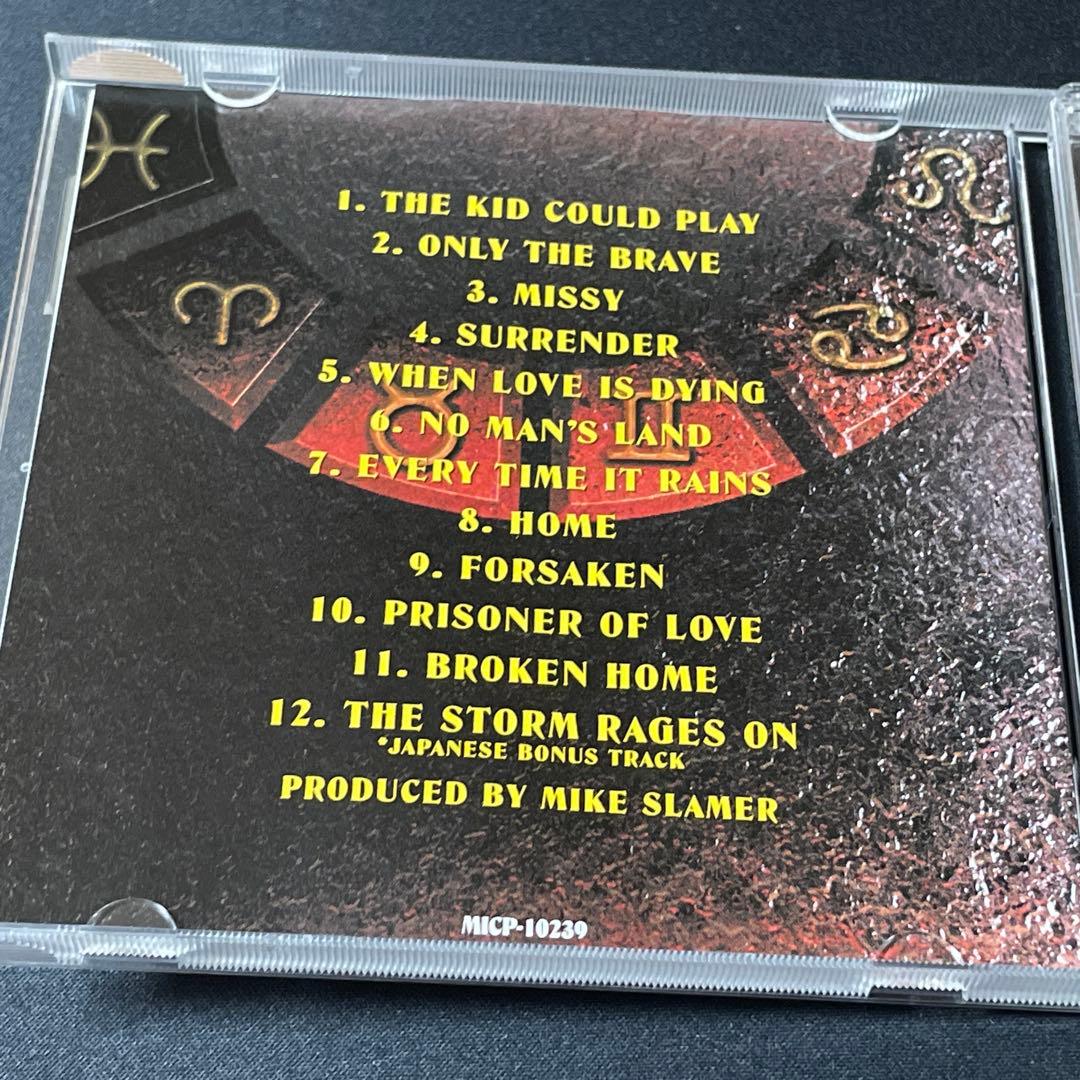 1. THE KID COULD PLAY
2. ONLY THE BRAVE
3. MISSY
4. SURRENDER
5. WHEN LOVE IS DYING
6. NO MAN'S LAND
7. EVERY TIME IT RAINS
8. HOME
9. FORSAKEN
10. PRISONER OF LOVE
11. BROKEN HOME
12. THE STORM RAGES ON
*JAPANESE BONUS TRACK
PRODUCED BY MIKE SLAMER
MICP-10239